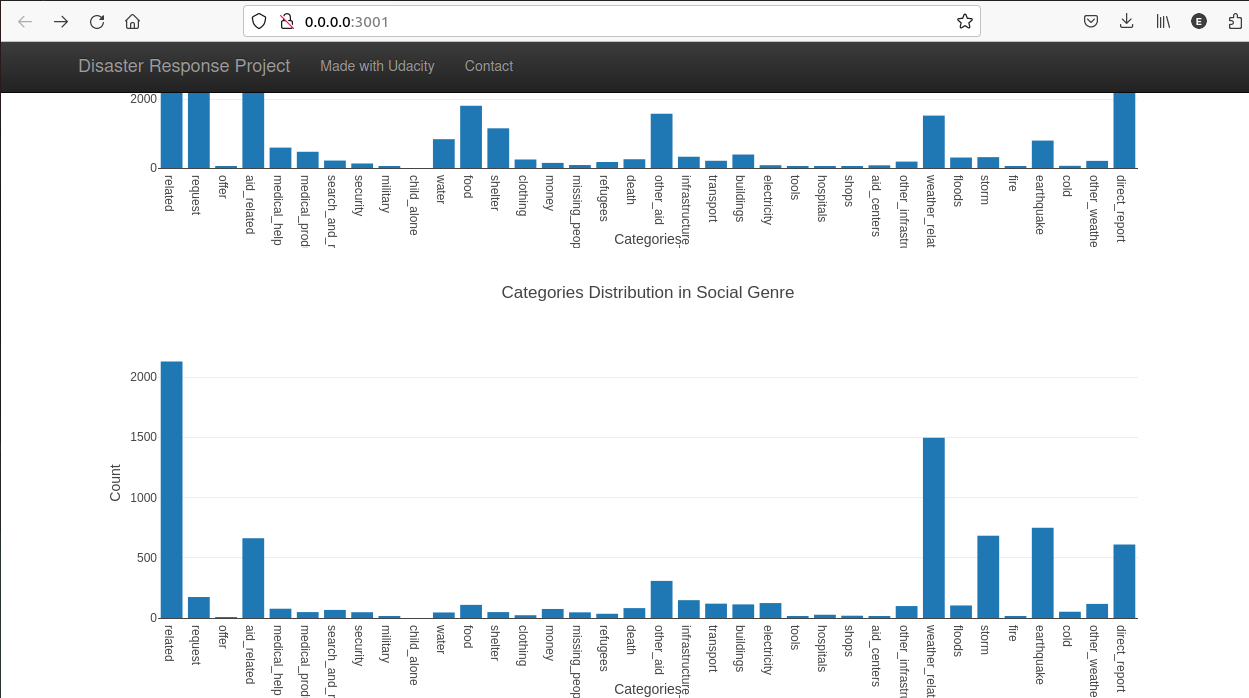 0.0.0.0:3001
E
Disaster Response Project Made with Udacity Contact
2000
0
related
request
offer
aid_related
medical_help
medical_prod
search_and_r
security
military
child_alone
water
food
shelter
clothing
money
missing_peop
refugees
death
other_aid
infrastructure_
transport
buildings
electricity
tools
hospitals
shops
aid_centers
other_infrastru
weather_relat
floods
storm
fire
earthquake
cold
other_weathe
direct_report
Categories
Categories Distribution in Social Genre
Count
2000
1500
1000
500
0
related
request
offer
aid_related
medical_help
medical_prod
search_and_r
security
military
child_alone
water
food
shelter
clothing
money
missing_peop
refugees
death
other_aid
infrastructure_
transport
buildings
electricity
tools
hospitals
shops
aid_centers
other_infrastru
weather_relat
floods
storm
fire
earthquake
cold
other_weathe
direct_report
Categories